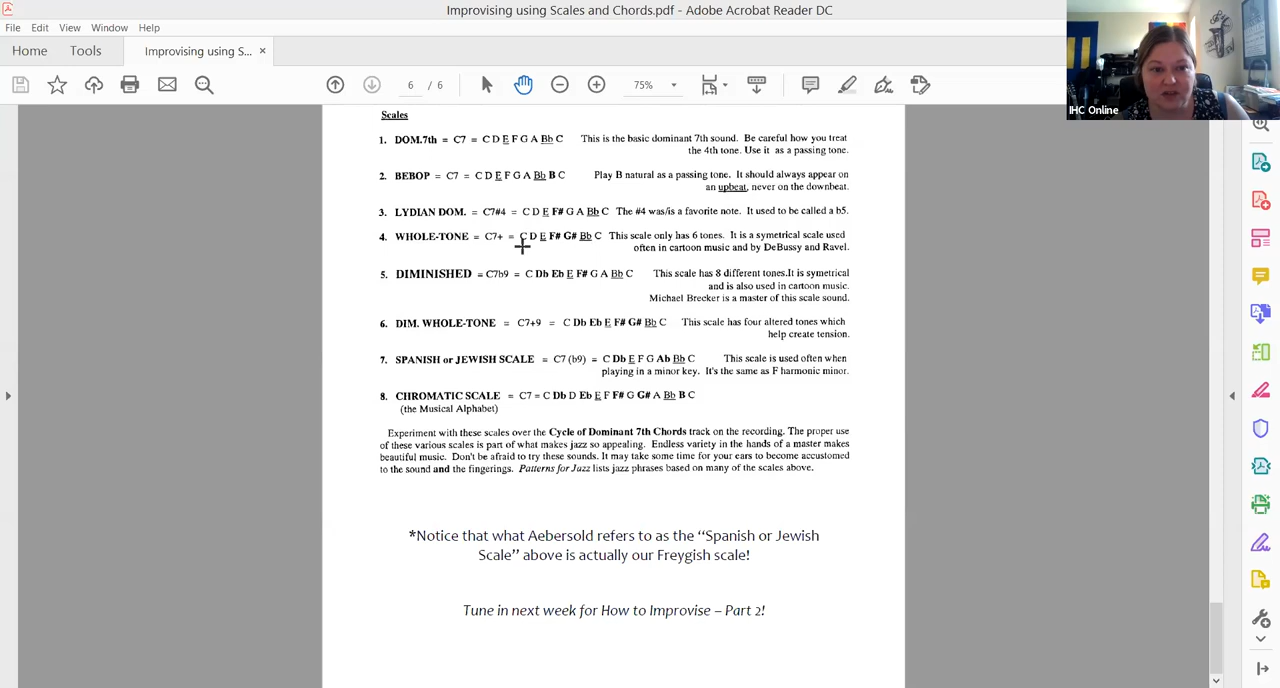 Improvising using Scales and Chords.pdf - Adobe Acrobat Reader DC
File Edit View Window Help
Home Tools Improvising using S... ×
6 / 6 75%
IHC Online
Scales
1. DOM.7th = C7 = C D E F G A Bb C This is the basic dominant 7th sound. Be careful how you treat
the 4th tone. Use it as a passing tone.
2. BEBOP = C7 = C D E F G A Bb B C Play B natural as a passing tone. It should always appear on
an upbeat, never on the downbeat.
3. LYDIAN DOM. = C7#4 = C D E F# G A Bb C The #4 was/is a favorite note. It used to be called a b5.
4. WHOLE-TONE = C7+ = C D E F# G# Bb C This scale only has 6 tones. It is a symetrical scale used
often in cartoon music and by DeBussy and Ravel.
5. DIMINISHED = C7b9 = C Db Eb E F# G A Bb C This scale has 8 different tones.It is symetrical
and is also used in cartoon music.
Michael Brecker is a master of this scale sound.
6. DIM. WHOLE-TONE = C7+9 = C Db Eb E F# G# Bb C This scale has four altered tones which
help create tension.
7. SPANISH or JEWISH SCALE = C7 (b9) = C Db E F G Ab Bb C This scale is used often when
playing in a minor key. It's the same as F harmonic minor.
8. CHROMATIC SCALE = C7 = C Db D Eb E F F# G G# A Bb B C
(the Musical Alphabet)
Experiment with these scales over the Cycle of Dominant 7th Chords track on the recording. The proper use
of these various scales is part of what makes jazz so appealing. Endless variety in the hands of a master makes
beautiful music. Don't be afraid to try these sounds. It may take some time for your ears to become accustomed
to the sound and the fingerings. Patterns for Jazz lists jazz phrases based on many of the scales above.
*Notice that what Aebersold refers to as the “Spanish or Jewish
Scale” above is actually our Freygish scale!
Tune in next week for How to Improvise – Part 2!